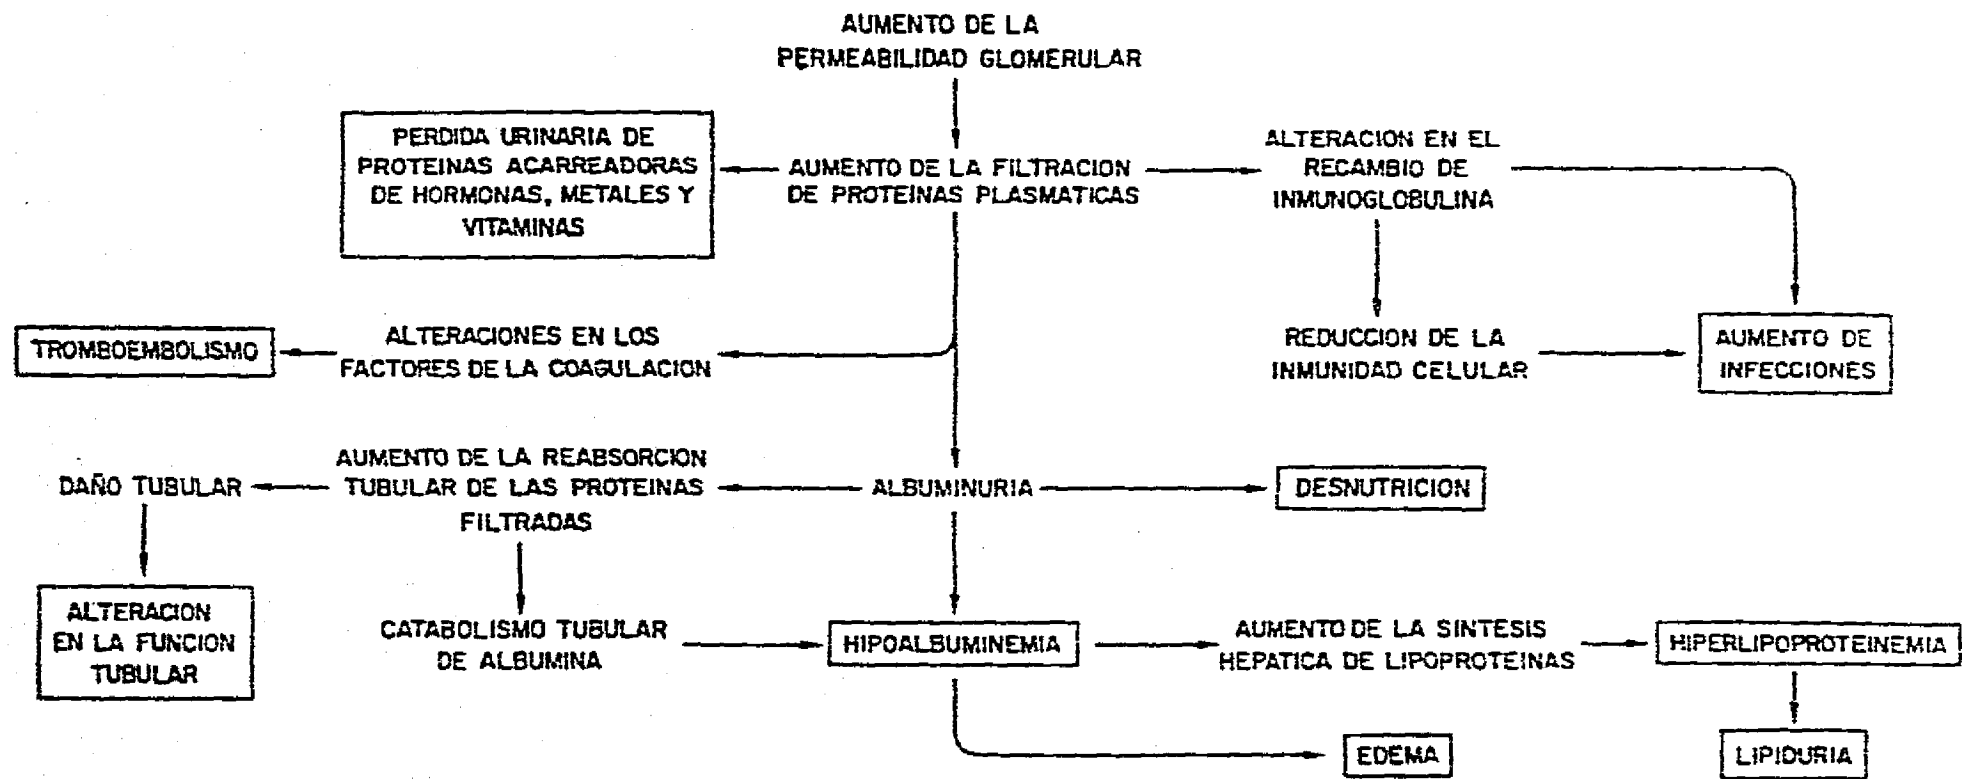 AUMENTO DE LA
PERMEABILIDAD GLOMERULAR
PERDIDA URINARIA DE
PROTEINAS ACARREADORAS
DE HORMONAS, METALES Y
VITAMINAS
AUMENTO DE LA FILTRACION
DE PROTEINAS PLASMATICAS
ALTERACION EN EL
RECAMBIO DE
INMUNOGLOBULINA
TROMBOEMBOLISMO
ALTERACIONES EN LOS
FACTORES DE LA COAGULACION
REDUCCION DE LA
INMUNIDAD CELULAR
AUMENTO DE
INFECCIONES
DAÑO TUBULAR
AUMENTO DE LA REABSORCION
TUBULAR DE LAS PROTEINAS
FILTRADAS
ALBUMINURIA
DESNUTRICION
ALTERACION
EN LA FUNCION
TUBULAR
CATABOLISMO TUBULAR
DE ALBUMINA
HIPOALBUMINEMIA
AUMENTO DE LA SINTESIS
HEPATICA DE LIPOPROTEINAS
HIPERLIPOPROTEINEMIA
EDEMA
LIPIDURIA